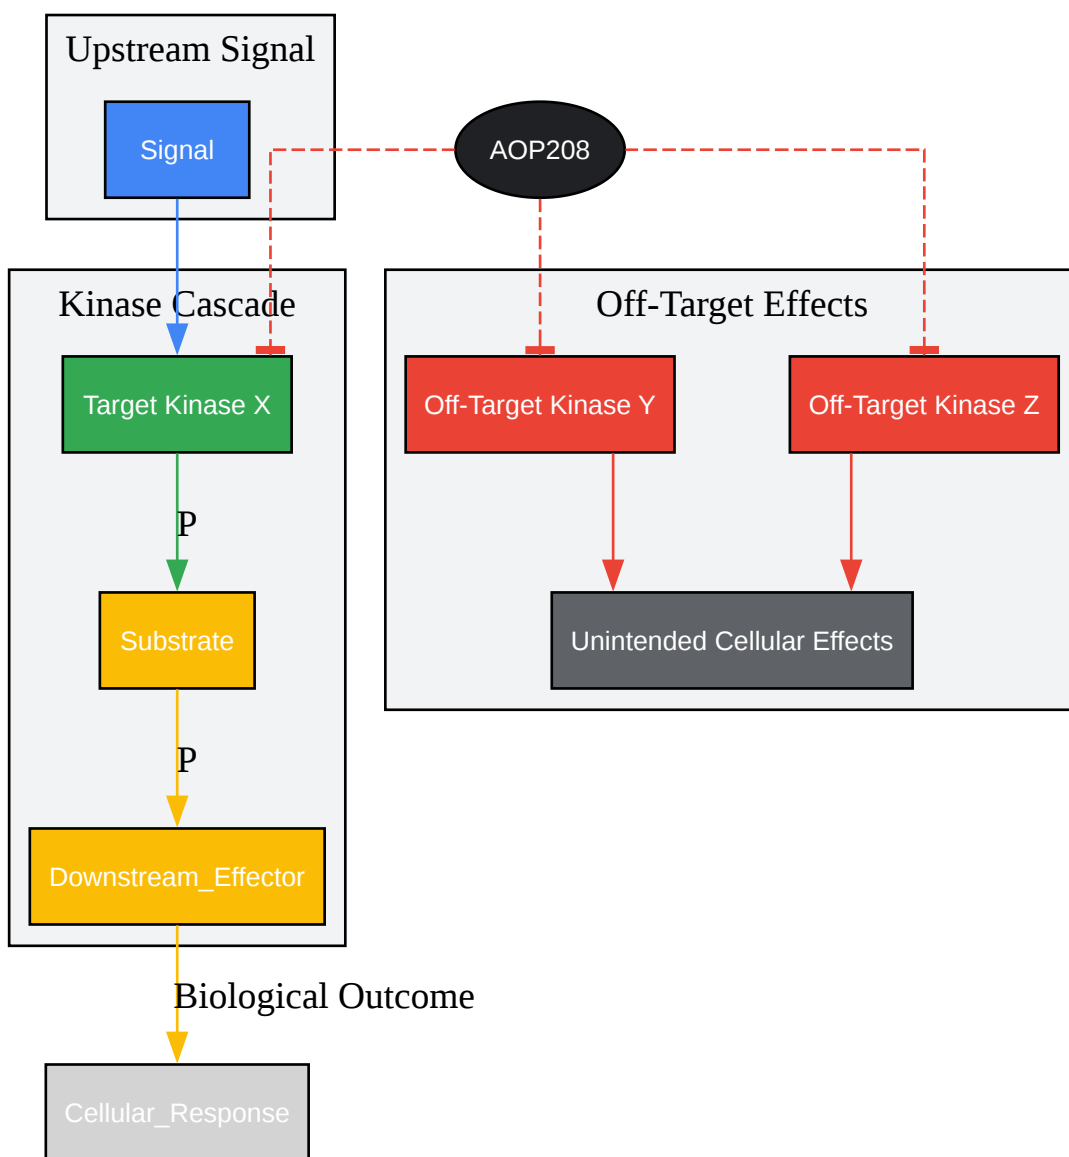 Upstream Signal
Signal
AOP208
Kinase Cascade
Off-Target Effects
Target Kinase X
Off-Target Kinase Y
Off-Target Kinase Z
P
Substrate
Unintended Cellular Effects
P
Downstream_Effector
Biological Outcome
Cellular_Response